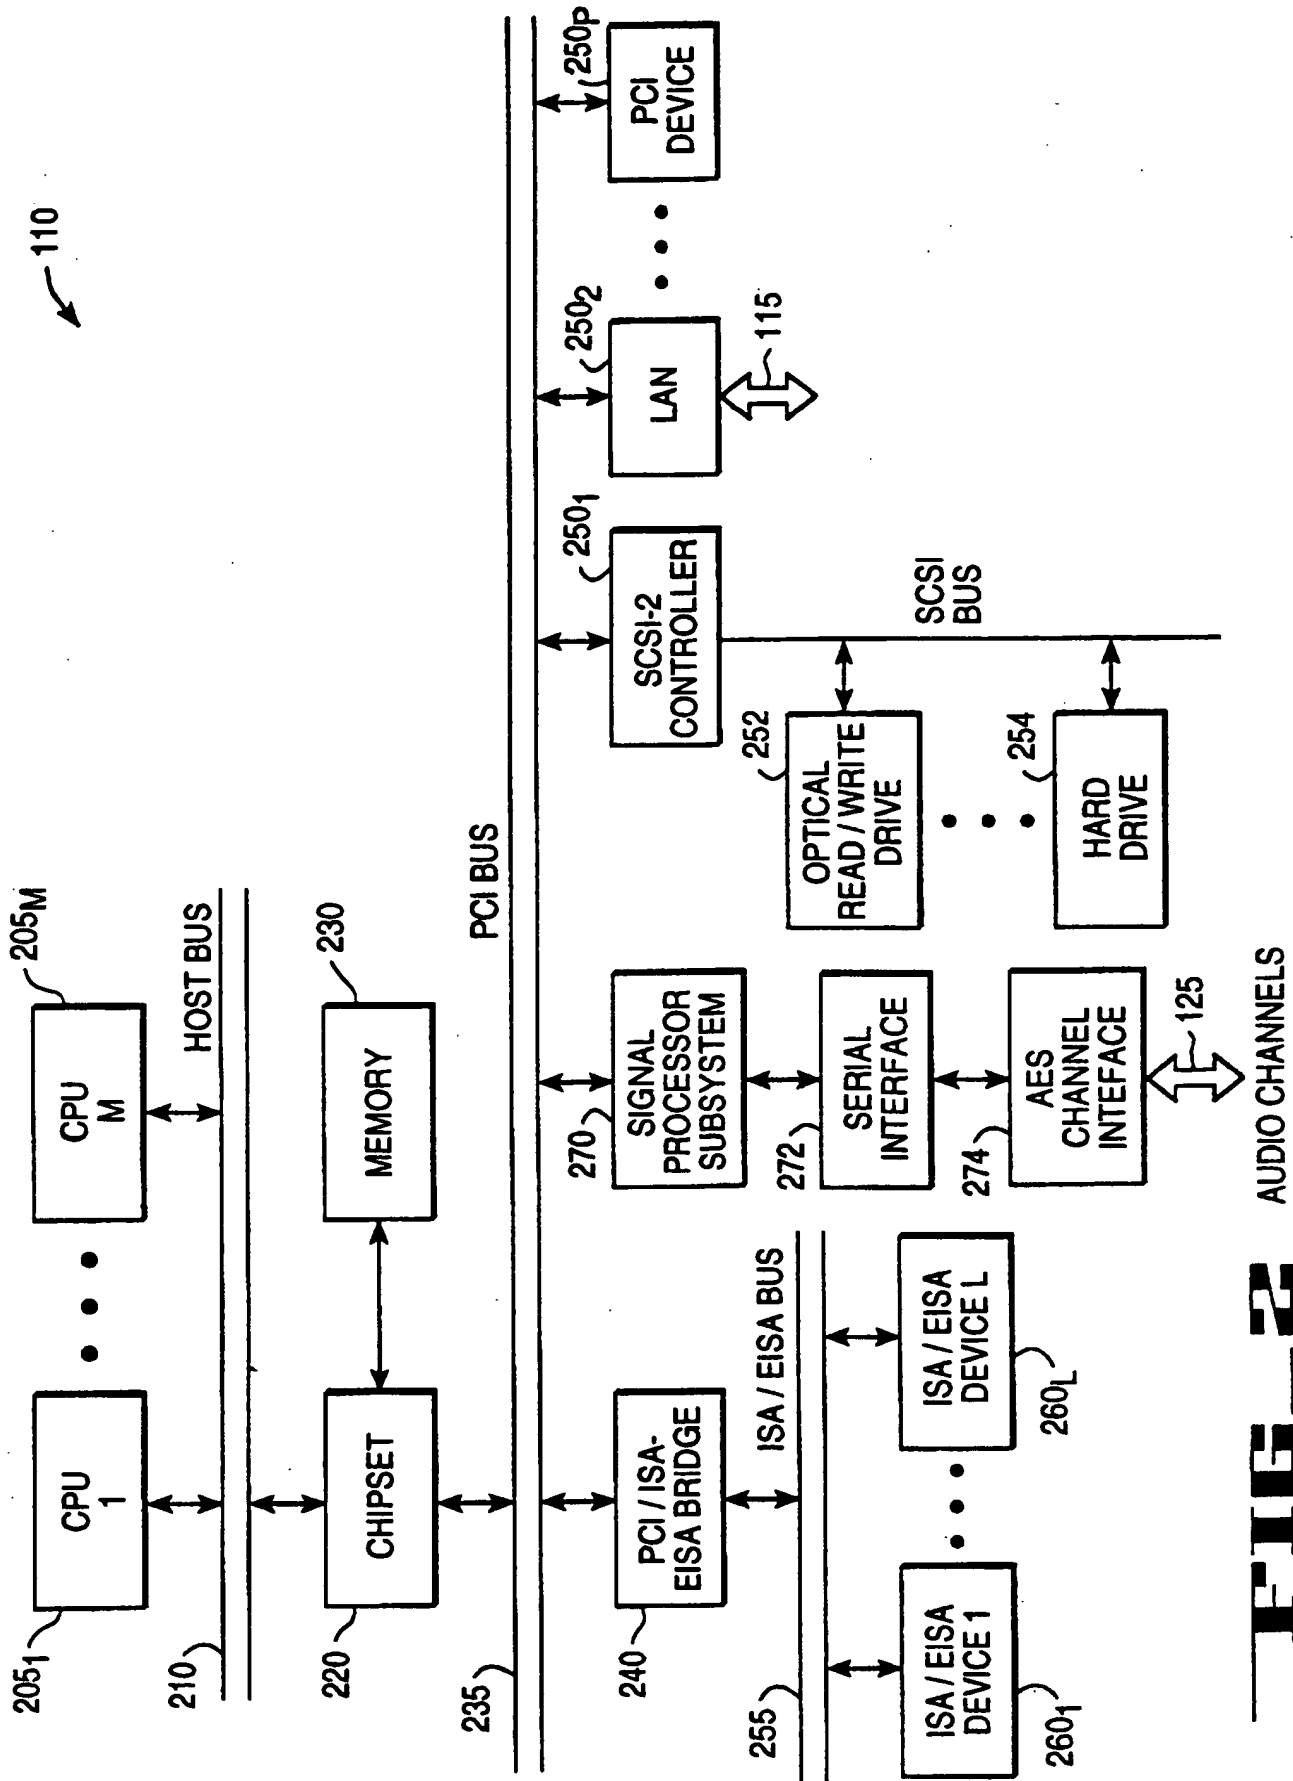 110
205₁
CPU
1
205M
CPU
M
210
HOST BUS
220
CHIPSET
230
MEMORY
235
PCI BUS
240
PCI / ISA-
EISA BRIDGE
270
SIGNAL
PROCESSOR
SUBSYSTEM
250₁
SCSI-2
CONTROLLER
250₂
LAN
250P
PCI
DEVICE
115
255
ISA / EISA BUS
272
SERIAL
INTERFACE
252
OPTICAL
READ / WRITE
DRIVE
SCSI
BUS
260₁
ISA / EISA
DEVICE 1
260L
ISA / EISA
DEVICE L
274
AES
CHANNEL
INTEFACE
254
HARD
DRIVE
125
AUDIO CHANNELS
FIG_2